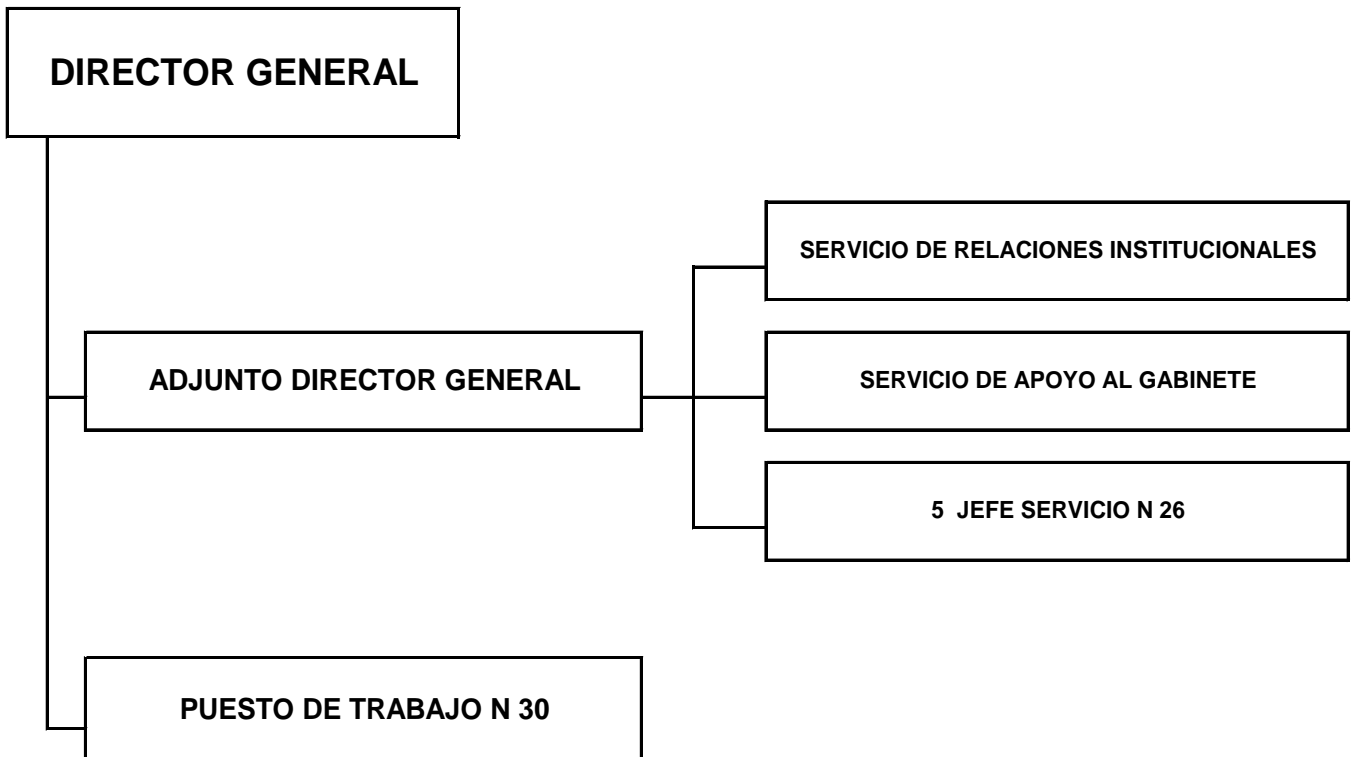 DIRECTOR GENERAL
SERVICIO DE RELACIONES INSTITUCIONALES
ADJUNTO DIRECTOR GENERAL
SERVICIO DE APOYO AL GABINETE
5 JEFE SERVICIO N 26
PUESTO DE TRABAJO N 30